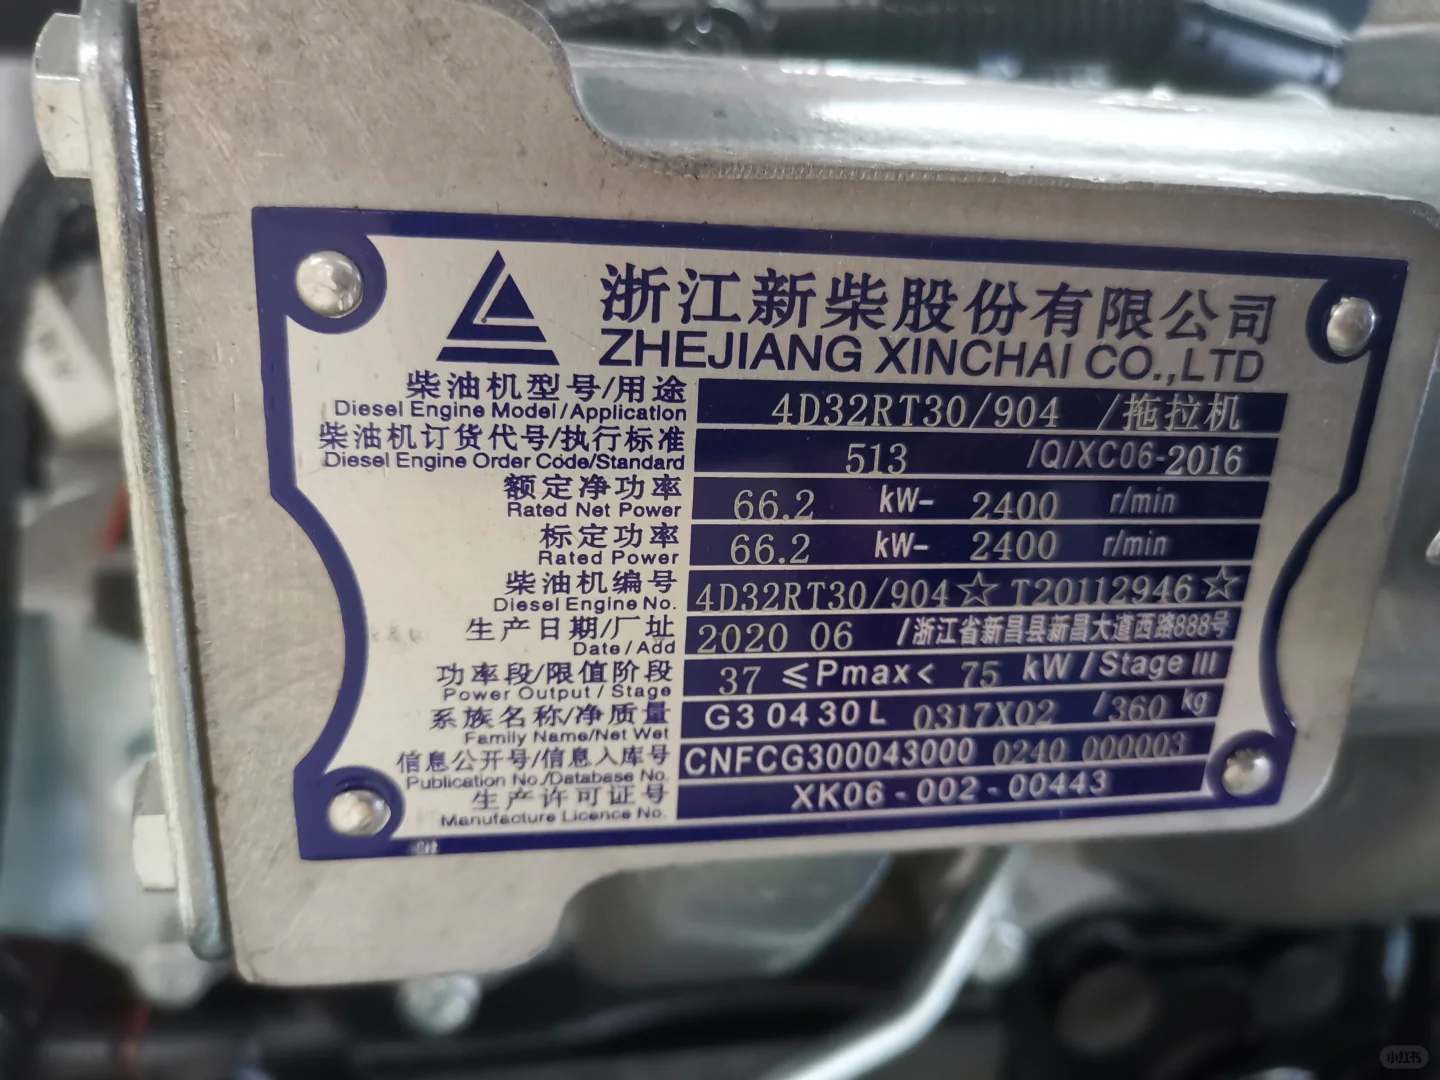 浙江新柴股份有限公司
ZHEJIANG XINCHAI CO.,LTD
柴油机型号/用途 4D32RT30/904 /拖拉机
Diesel Engine Model/Application
柴油机订货代号/执行标准 513 /Q/XC06-2016
Diesel Engine Order Code/Standard
额定净功率 66.2 kW- 2400 r/min
Rated Net Power
标定功率 66.2 kW- 2400 r/min
Rated Power
柴油机编号 4D32RT30/904☆T20112946☆
Diesel Engine No.
生产日期/厂址 2020 06 /浙江省新昌县新昌大道西路888号
Date/Add
功率段/限值阶段 37 ≤Pmax< 75 kW/Stage III
Power Output/Stage
系族名称/净质量 G30430L 0317X02 /360 kg
Family Name/Net Wet
信息公开号/信息入库号 CNFCG300043000 0240 000003
Publication No./Database No.
生产许可证号 XK06-002-00443
Manufacture Licence No.
小红书